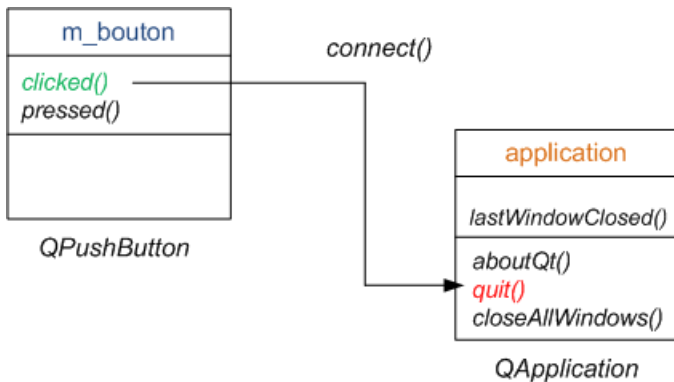 m_bouton
clicked()
pressed()
QPushButton
connect()
application
lastWindowClosed()
aboutQt()
quit()
closeAllWindows()
QApplication